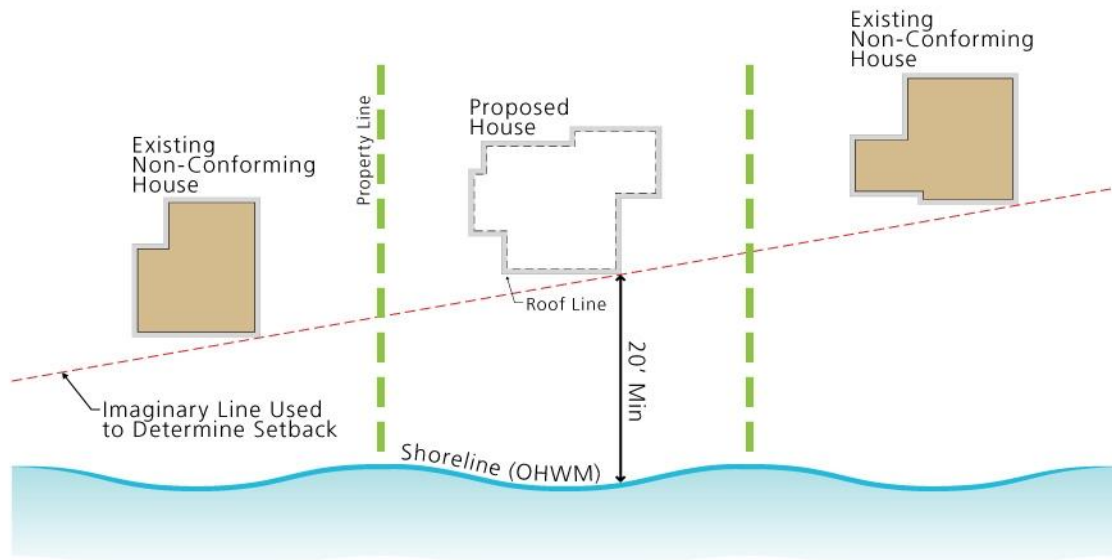 Existing
Non-Conforming
House
Property Line
Proposed
House
Existing
Non-Conforming
House
Roof Line
20’ Min
Imaginary Line Used
to Determine Setback
Shoreline (OHWM)